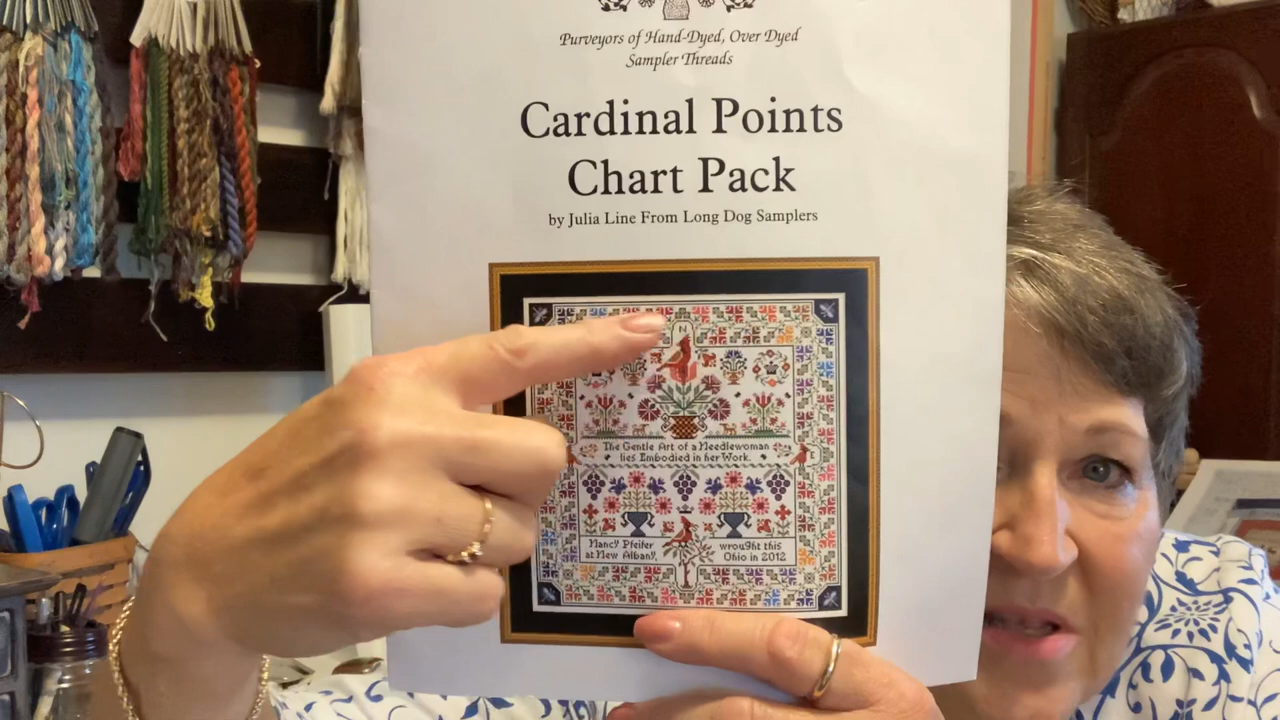 Purveyors of Hand-Dyed, Over Dyed
Sampler Threads
Cardinal Points
Chart Pack
by Julia Line From Long Dog Samplers
N
The Gentle Art of a Needlewoman
lies Embodied in her Work.
E
Nancy Pfeifer
at New Albany,
wrought this
Ohio in 2012